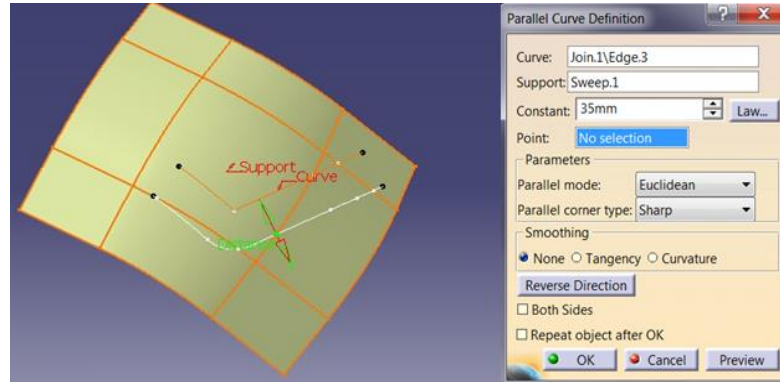 Support
Curve
Parallel Curve Definition
? X
Curve: Join.1\Edge.3
Support: Sweep.1
Constant: 35mm
Law...
Point: No selection
Parameters
Parallel mode: Euclidean
Parallel corner type: Sharp
Smoothing
None Tangency Curvature
Reverse Direction
Both Sides
Repeat object after OK
OK Cancel Preview